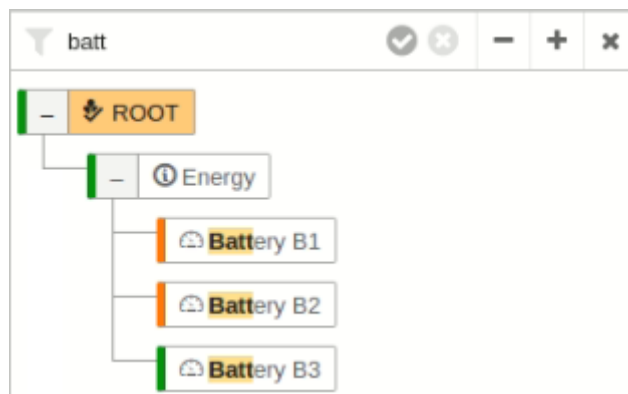 batt
ROOT
Energy
Battery B1
Battery B2
Battery B3